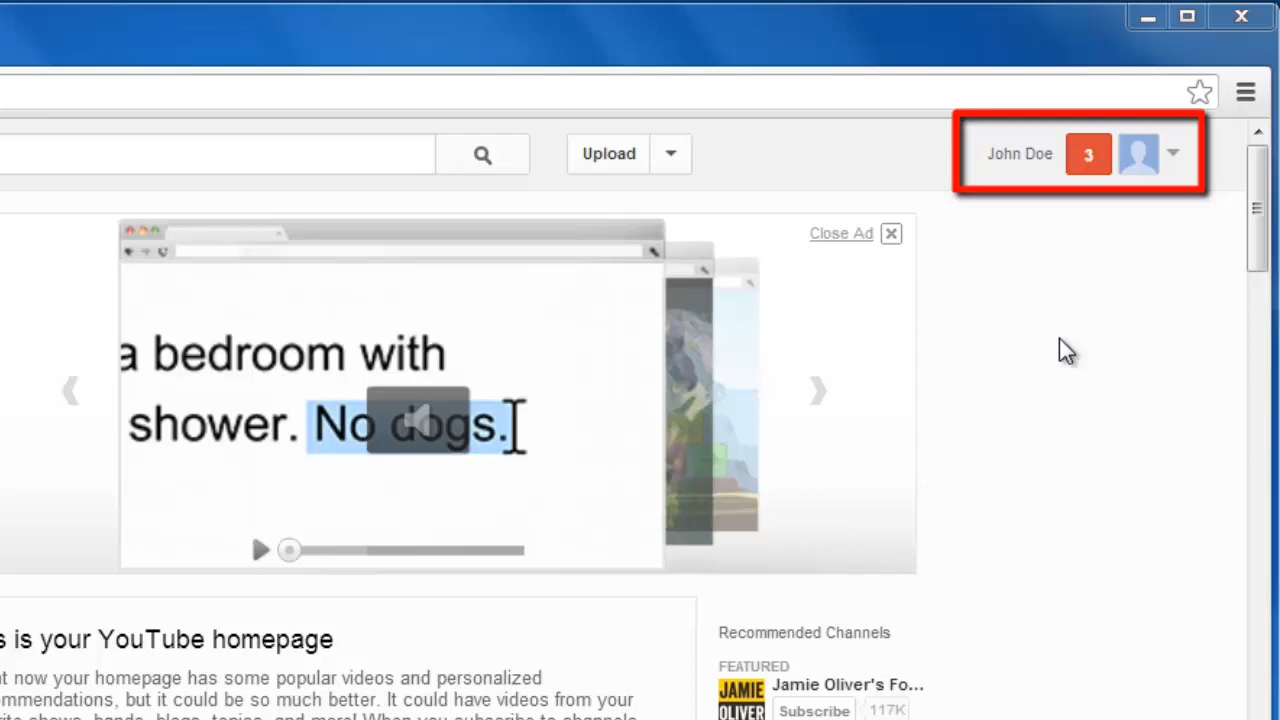 Upload
John Doe
3
Close Ad
a bedroom with
shower. No dogs.
s is your YouTube homepage
now your homepage has some popular videos and personalized
but it could be so much better. It could have videos from your
Recommended Channels
FEATURED
JAMIE
OLIVER
Jamie Oliver's Fo...
Subscribe
117K